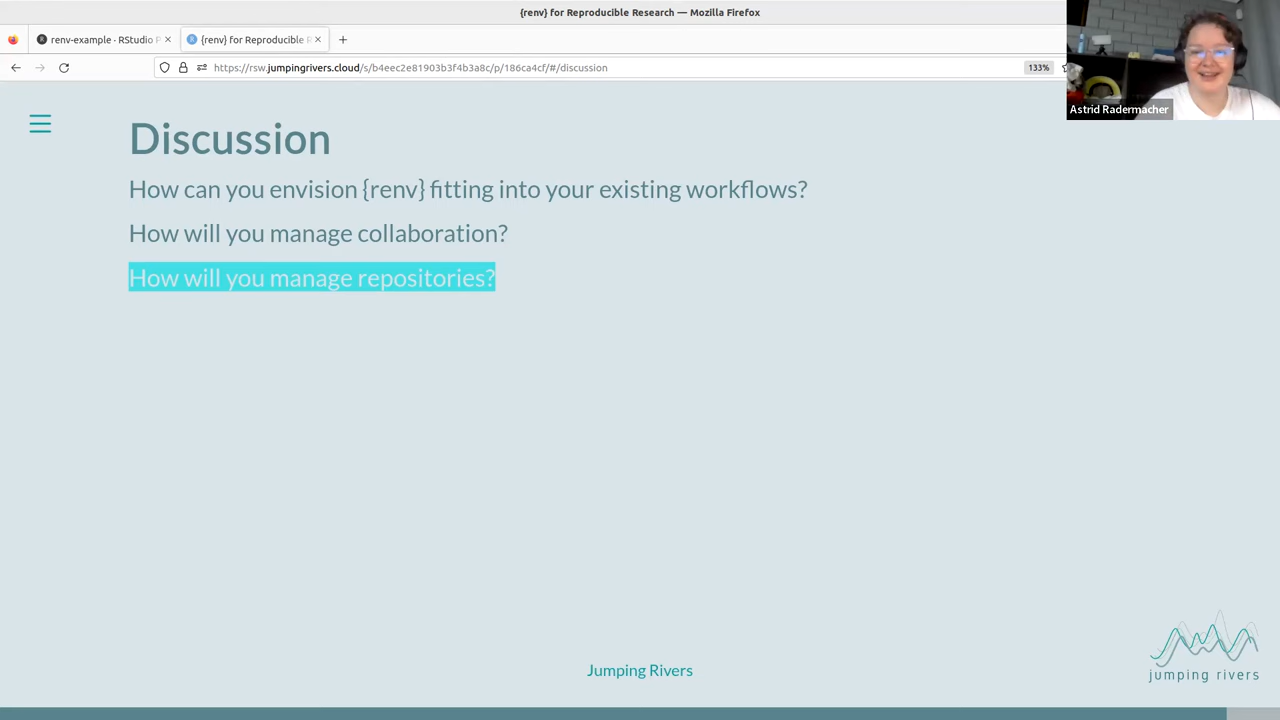 {renv} for Reproducible Research — Mozilla Firefox
renv-example · RStudio P
{renv} for Reproducible R
https://rsw.jumpingrivers.cloud/s/b4eec2e81903b3f4b3a8c/p/186ca4cf/#/discussion
133%
Astrid Radermacher
Discussion
How can you envision {renv} fitting into your existing workflows?
How will you manage collaboration?
How will you manage repositories?
Jumping Rivers
jumping rivers